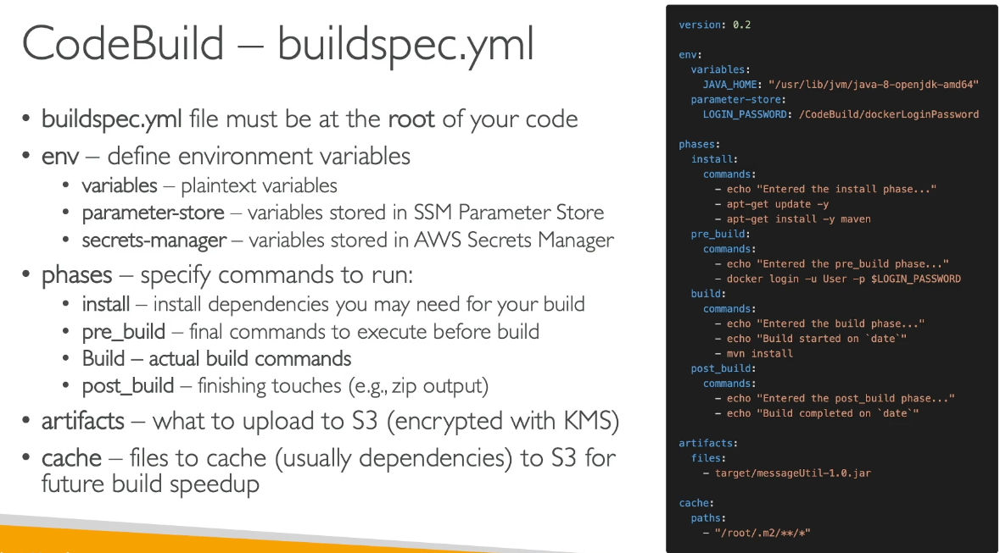 CodeBuild – buildspec.yml
• buildspec.yml file must be at the root of your code
• env – define environment variables
• variables – plaintext variables
• parameter-store – variables stored in SSM Parameter Store
• secrets-manager – variables stored in AWS Secrets Manager
• phases – specify commands to run:
• install – install dependencies you may need for your build
• pre_build – final commands to execute before build
• Build – actual build commands
• post_build – finishing touches (e.g., zip output)
• artifacts – what to upload to S3 (encrypted with KMS)
• cache – files to cache (usually dependencies) to S3 for
future build speedup
version: 0.2
env:
  variables:
    JAVA_HOME: "/usr/lib/jvm/java-8-openjdk-amd64"
  parameter-store:
    LOGIN_PASSWORD: /CodeBuild/dockerLoginPassword
phases:
  install:
    commands:
      - echo "Entered the install phase..."
      - apt-get update -y
      - apt-get install -y maven
  pre_build:
    commands:
      - echo "Entered the pre_build phase..."
      - docker login -u User -p $LOGIN_PASSWORD
  build:
    commands:
      - echo "Entered the build phase..."
      - echo "Build started on `date`"
      - mvn install
  post_build:
    commands:
      - echo "Entered the post_build phase..."
      - echo "Build completed on `date`"
artifacts:
  files:
    - target/messageUtil-1.0.jar
cache:
  paths:
    - "/root/.m2/**/*"